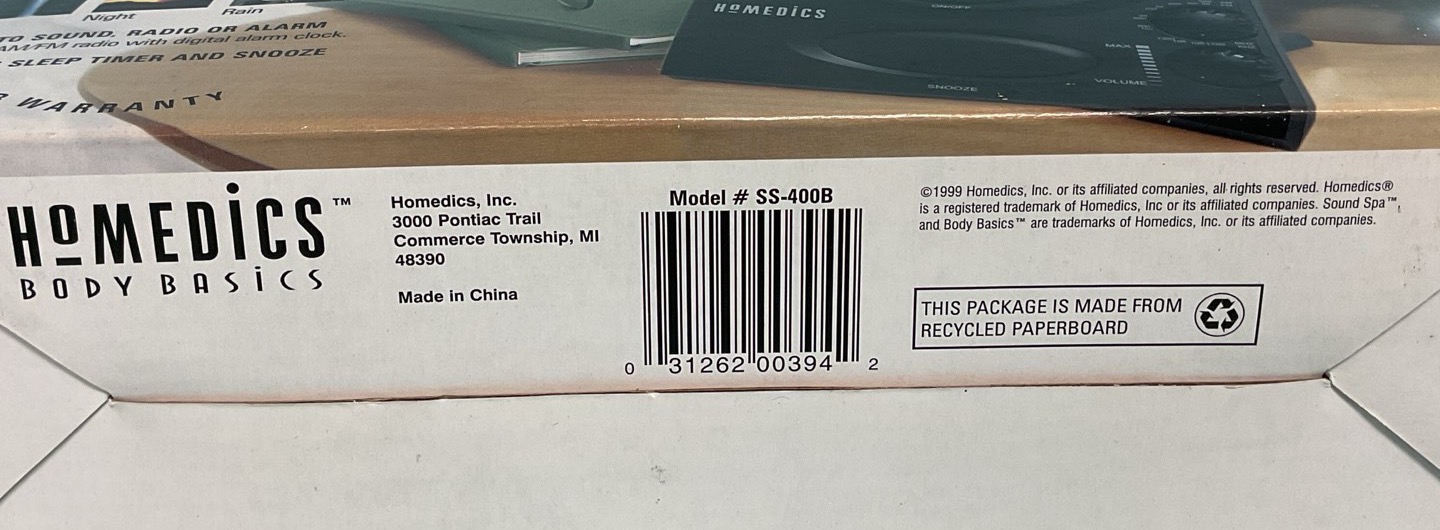 Night
Rain
TO SOUND, RADIO OR ALARM
AM/FM radio with digital alarm clock.
SLEEP TIMER AND SNOOZE
WARRANTY
HOMEDICS
ON/OFF
MAX
VOLUME
SNOOZE
HOMEDICS™
BODY BASICS
Homedics, Inc.
3000 Pontiac Trail
Commerce Township, MI
48390
Made in China
Model # SS-400B
0 31262 00394 2
©1999 Homedics, Inc. or its affiliated companies, all rights reserved. Homedics®
is a registered trademark of Homedics, Inc or its affiliated companies. Sound Spa™,
and Body Basics™ are trademarks of Homedics, Inc. or its affiliated companies.
THIS PACKAGE IS MADE FROM
RECYCLED PAPERBOARD